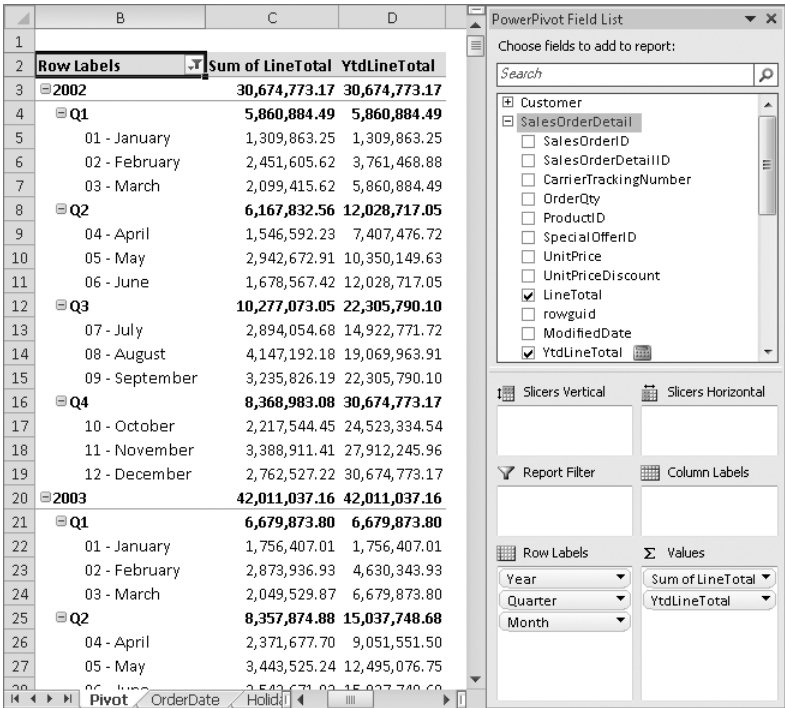 B C D
1
2 Row Labels Sum of LineTotal YtdLineTotal
3 2002 30,674,773.17 30,674,773.17
4 Q1 5,860,884.49 5,860,884.49
5 01 - January 1,309,863.25 1,309,863.25
6 02 - February 2,451,605.62 3,761,468.88
7 03 - March 2,099,415.62 5,860,884.49
8 Q2 6,167,832.56 12,028,717.05
9 04 - April 1,546,592.23 7,407,476.72
10 05 - May 2,942,672.91 10,350,149.63
11 06 - June 1,678,567.42 12,028,717.05
12 Q3 10,277,073.05 22,305,790.10
13 07 - July 2,894,054.68 14,922,771.72
14 08 - August 4,147,192.18 19,069,963.91
15 09 - September 3,235,826.19 22,305,790.10
16 Q4 8,368,983.08 30,674,773.17
17 10 - October 2,217,544.45 24,523,334.54
18 11 - November 3,388,911.41 27,912,245.96
19 12 - December 2,762,527.22 30,674,773.17
20 2003 42,011,037.16 42,011,037.16
21 Q1 6,679,873.80 6,679,873.80
22 01 - January 1,756,407.01 1,756,407.01
23 02 - February 2,873,936.93 4,630,343.93
24 03 - March 2,049,529.87 6,679,873.80
25 Q2 8,357,874.88 15,037,748.68
26 04 - April 2,371,677.70 9,051,551.50
27 05 - May 3,443,525.24 12,495,076.75
Pivot OrderDate Holida
PowerPivot Field List
Choose fields to add to report:
Search
Customer
SalesOrderDetail
SalesOrderID
SalesOrderDetailID
CarrierTrackingNumber
OrderQty
ProductID
SpecialOfferID
UnitPrice
UnitPriceDiscount
LineTotal
rowguid
ModifiedDate
YtdLineTotal
Slicers Vertical Slicers Horizontal
Report Filter Column Labels
Row Labels Σ Values
Year Sum of LineTotal
Quarter YtdLineTotal
Month